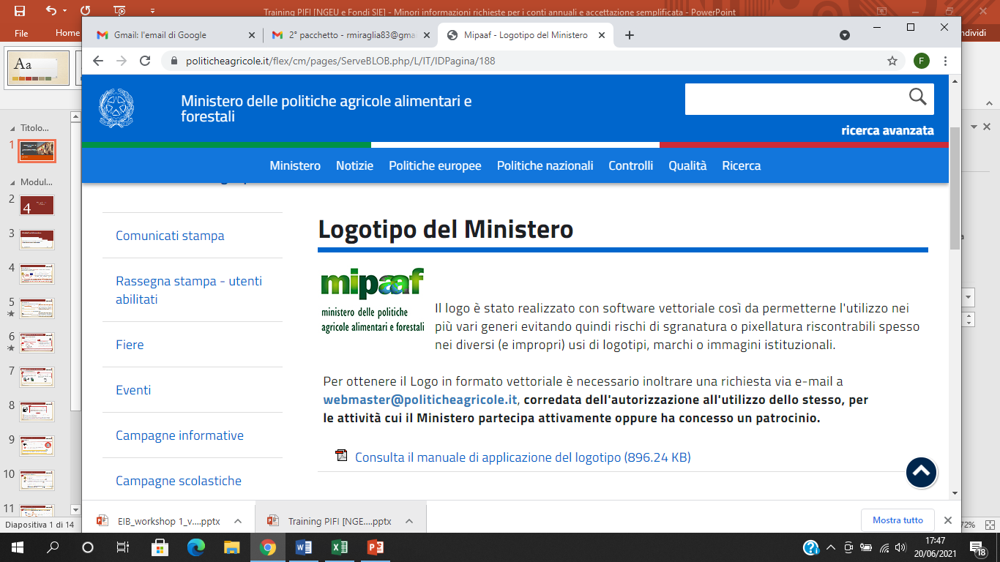 Training PIFI [NGEU e Fondi SIE] - Minori informazioni richieste per i conti annuali e accettazione semplificata - PowerPoint
File
Home
ndividi
Gmail: l'email di Google
2° pacchetto - rmiraglia83@gma
Mipaaf - Logotipo del Ministero
politicheagricole.it/flex/cm/pages/ServeBLOB.php/L/IT/IDPagina/188
F
Aa
Ministero delle politiche agricole alimentari e
forestali
ricerca avanzata
Ministero Notizie Politiche europee Politiche nazionali Controlli Qualità Ricerca
Titolo...
1
Modul...
2
4
3
4
5
6
7
8
9
10
11
Comunicati stampa
Rassegna stampa - utenti
abilitati
Fiere
Eventi
Campagne informative
Campagne scolastiche
Logotipo del Ministero
mipaaf
ministero delle politiche
agricole alimentari e forestali
Il logo è stato realizzato con software vettoriale così da permetterne l'utilizzo nei
più vari generi evitando quindi rischi di sgranatura o pixellatura riscontrabili spesso
nei diversi (e impropri) usi di logotipi, marchi o immagini istituzionali.
Per ottenere il Logo in formato vettoriale è necessario inoltrare una richiesta via e-mail a
webmaster@politicheagricole.it, corredata dell'autorizzazione all'utilizzo dello stesso, per
le attività cui il Ministero partecipa attivamente oppure ha concesso un patrocinio.
Consulta il manuale di applicazione del logotipo (896.24 KB)
EIB_workshop 1_v....pptx
Training PIFI [NGE....pptx
Mostra tutto
Diapositiva 1 di 14
72%
17:47
20/06/2021
18